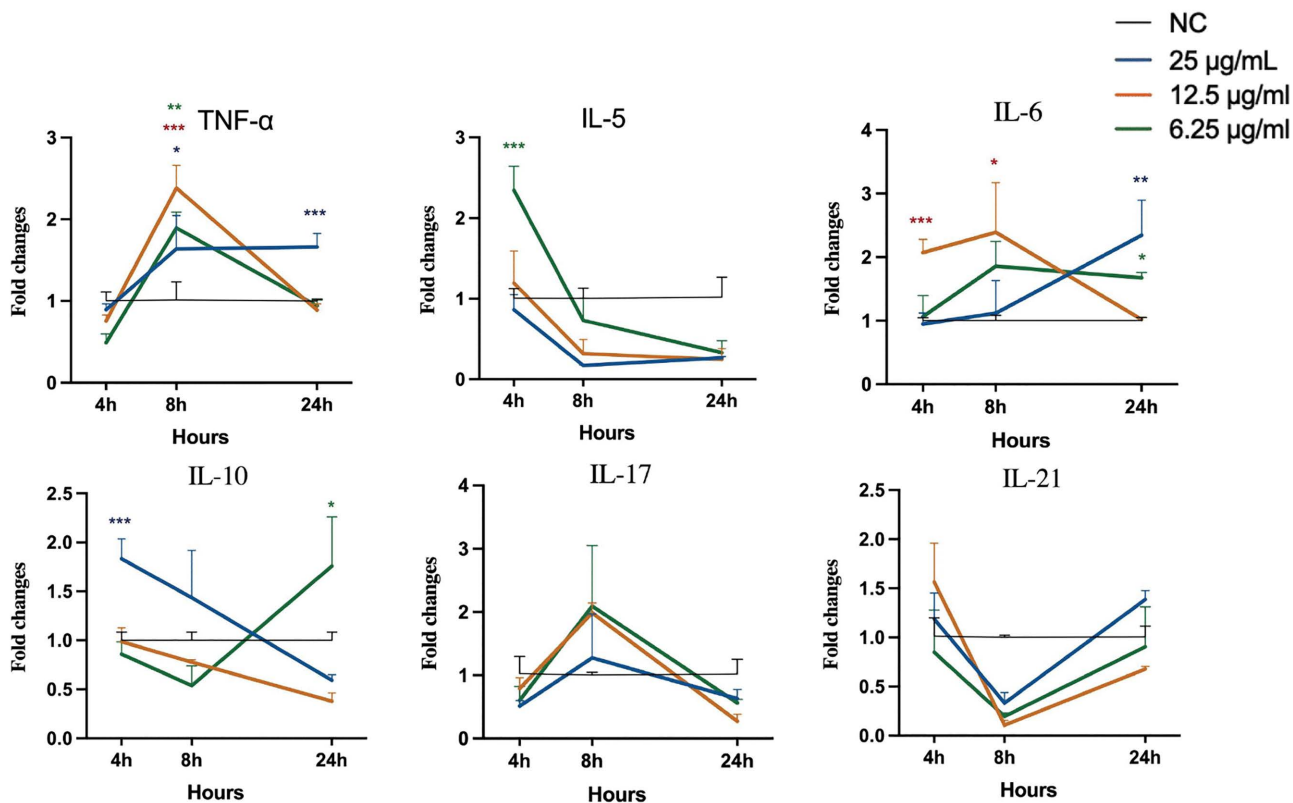 NC
25 µg/mL
12.5 µg/ml
6.25 µg/ml
**
***
*
TNF-α
***
3
2
1
0
Fold changes
4h 8h 24h
Hours
IL-5
***
3
2
1
0
Fold changes
4h 8h 24h
Hours
IL-6
***
*
**
*
4
3
2
1
0
Fold changes
4h 8h 24h
Hours
IL-10
***
*
2.5
2.0
1.5
1.0
0.5
0.0
Fold changes
4h 8h 24h
Hours
IL-17
4
3
2
1
0
Fold changes
4h 8h 24h
Hours
IL-21
2.5
2.0
1.5
1.0
0.5
0.0
Fold changes
4h 8h 24h
Hours